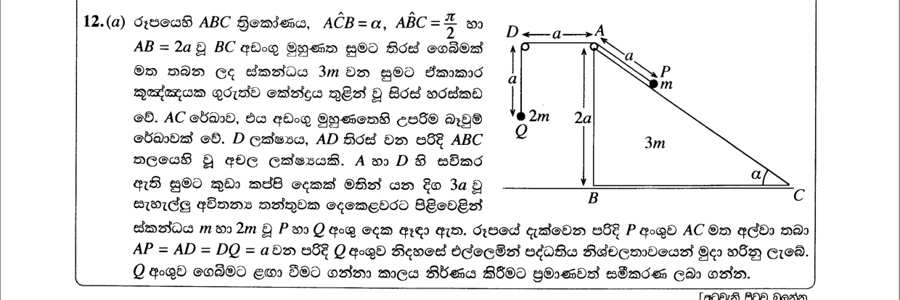 12.(a) රූපයෙහි ABC ත්‍රිකෝණය, AĈB = α, AB̂C = π/2 හා
AB = 2a වූ BC අඩංගු මුහුණත සුමට තිරස් ගෙබිමක්
මත තබන ලද ස්කන්ධය 3m වන සුමට ඒකාකාර
කුඤ්ඤයක ගුරුත්ව කේන්ද්‍රය තුළින් වූ සිරස් හරස්කඩ
වේ. AC රේඛාව, එය අඩංගු මුහුණතෙහි උපරිම බෑවුම්
රේඛාවක් වේ. D ලක්ෂ්‍යය, AD තිරස් වන පරිදි ABC
තලයෙහි වූ අචල ලක්ෂ්‍යයකි. A හා D හි සවිකර
ඇති සුමට කුඩා කප්පි දෙකක් මතින් යන දිග 3a වූ
සැහැල්ලු අවිතන්‍ය තන්තුවක දෙකෙළවරට පිළිවෙළින්
ස්කන්ධය m හා 2m වූ P හා Q අංශු දෙක ඈඳා ඇත. රූපයේ දැක්වෙන පරිදි P අංශුව AC මත අල්වා තබා
AP = AD = DQ = a වන පරිදි Q අංශුව නිදහසේ එල්ලෙමින් පද්ධතිය නිශ්චලතාවයෙන් මුදා හරිනු ලැබේ.
Q අංශුව ගෙබිමට ළඟා වීමට ගන්නා කාලය නිර්ණය කිරීමට ප්‍රමාණවත් සමීකරණ ලබා ගන්න.
D a A
a P
m
a 2m 2a
Q
3m
α
B C